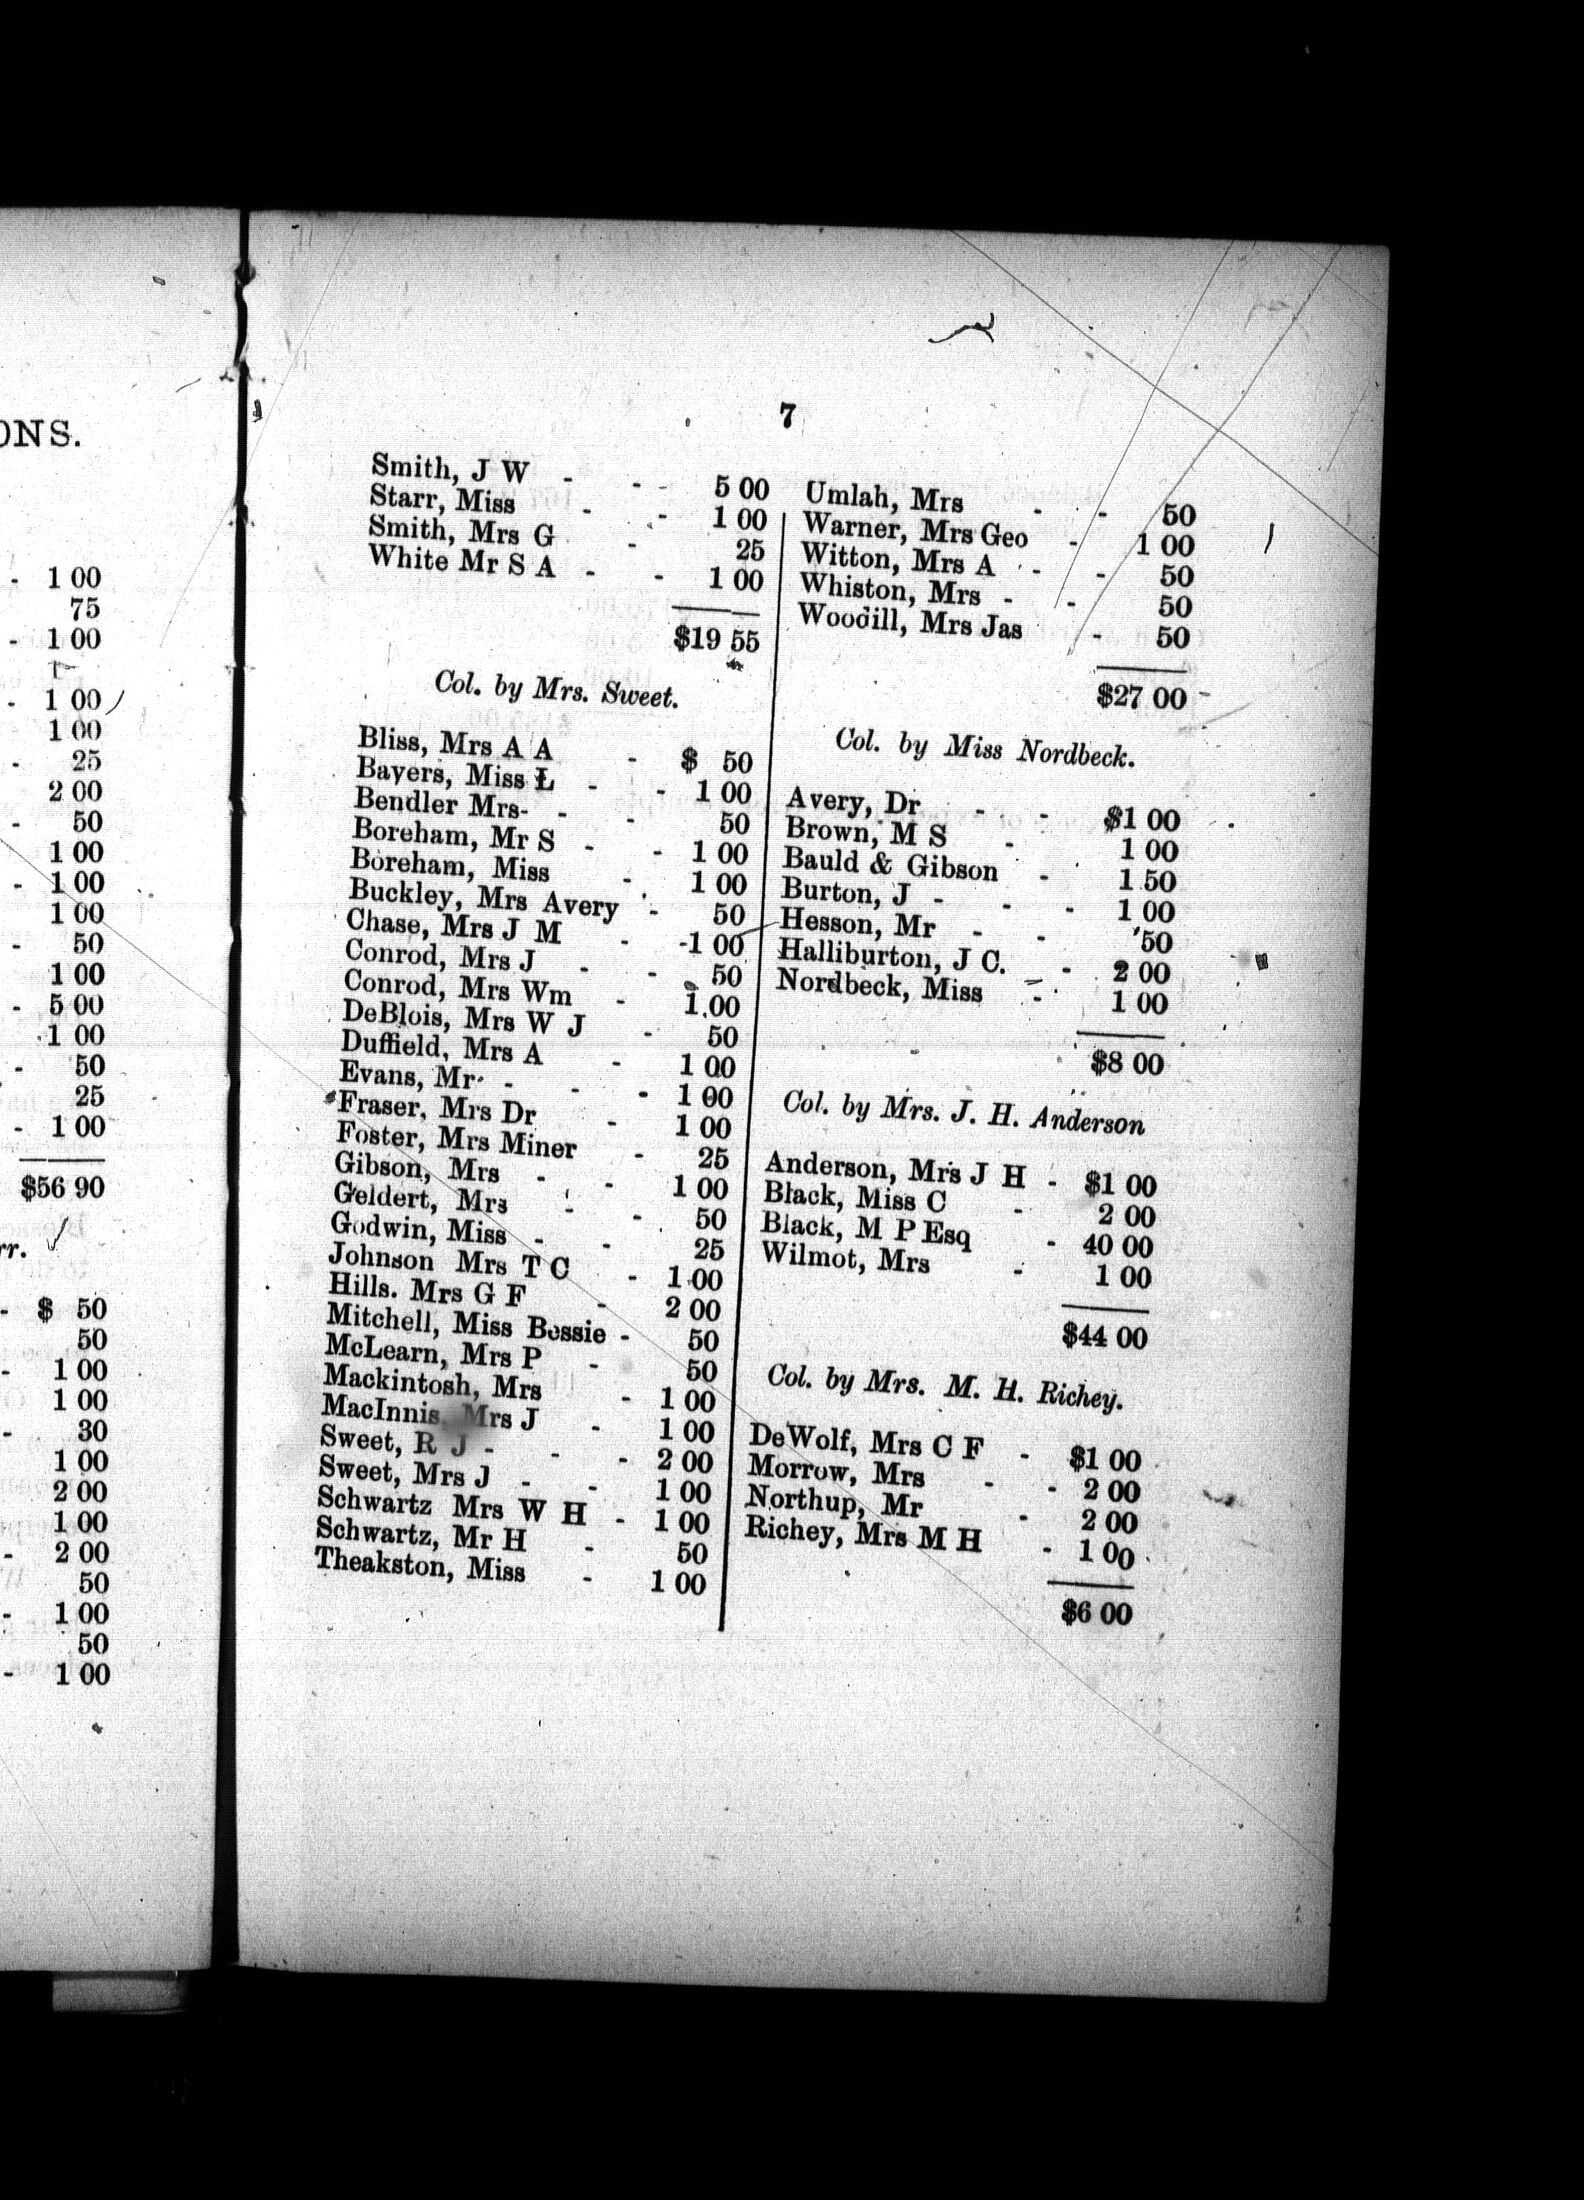 ONS.
- 1 00
75
- 1 00
- 1 00
1 00
- 25
2 00
- 50
1 00
- 1 00
1 00
- 50
1 00
- 5 00
1 00
- 50
25
- 1 00
$56 90
rr.
- $ 50
50
- 1 00
1 00
- 30
1 00
2 00
1 00
- 2 00
50
- 1 00
50
- 1 00
7
Smith, J W - - 5 00
Starr, Miss - - 1 00
Smith, Mrs G - 25
White Mr S A - - 1 00
$19 55
Col. by Mrs. Sweet.
Bliss, Mrs A A - $ 50
Bayers, Miss L - - 1 00
Bendler Mrs - - 50
Boreham, Mr S - - 1 00
Boreham, Miss - 1 00
Buckley, Mrs Avery - 50
Chase, Mrs J M - -1 00
Conrod, Mrs J - - 50
Conrod, Mrs Wm - 1.00
DeBlois, Mrs W J - 50
Duffield, Mrs A - 1 00
Evans, Mr - - - 1 00
Fraser, Mrs Dr - 1 00
Foster, Mrs Miner - 25
Gibson, Mrs - - 1 00
Geldert, Mrs - - 50
Godwin, Miss - - 25
Johnson Mrs T C - 1 00
Hills. Mrs G F - 2 00
Mitchell, Miss Bessie - 50
McLearn, Mrs P - 50
Mackintosh, Mrs - 1 00
MacInnis, Mrs J - 1 00
Sweet, R J - - - 2 00
Sweet, Mrs J - - 1 00
Schwartz Mrs W H - 1 00
Schwartz, Mr H - 50
Theakston, Miss - 1 00
Umlah, Mrs - - 50
Warner, Mrs Geo - 1 00
Witton, Mrs A - - 50
Whiston, Mrs - - 50
Woodill, Mrs Jas - 50
$27 00
Col. by Miss Nordbeck.
Avery, Dr - - $1 00
Brown, M S - 1 00
Bauld & Gibson - 1 50
Burton, J - - - 1 00
Hesson, Mr - - 50
Halliburton, J C. - 2 00
Nordbeck, Miss - 1 00
$8 00
Col. by Mrs. J. H. Anderson
Anderson, Mrs J H - $1 00
Black, Miss C - 2 00
Black, M P Esq - 40 00
Wilmot, Mrs - 1 00
$44 00
Col. by Mrs. M. H. Richey.
DeWolf, Mrs C F - $1 00
Morrow, Mrs - - 2 00
Northup, Mr - 2 00
Richey, Mrs M H - 1 00
$6 00